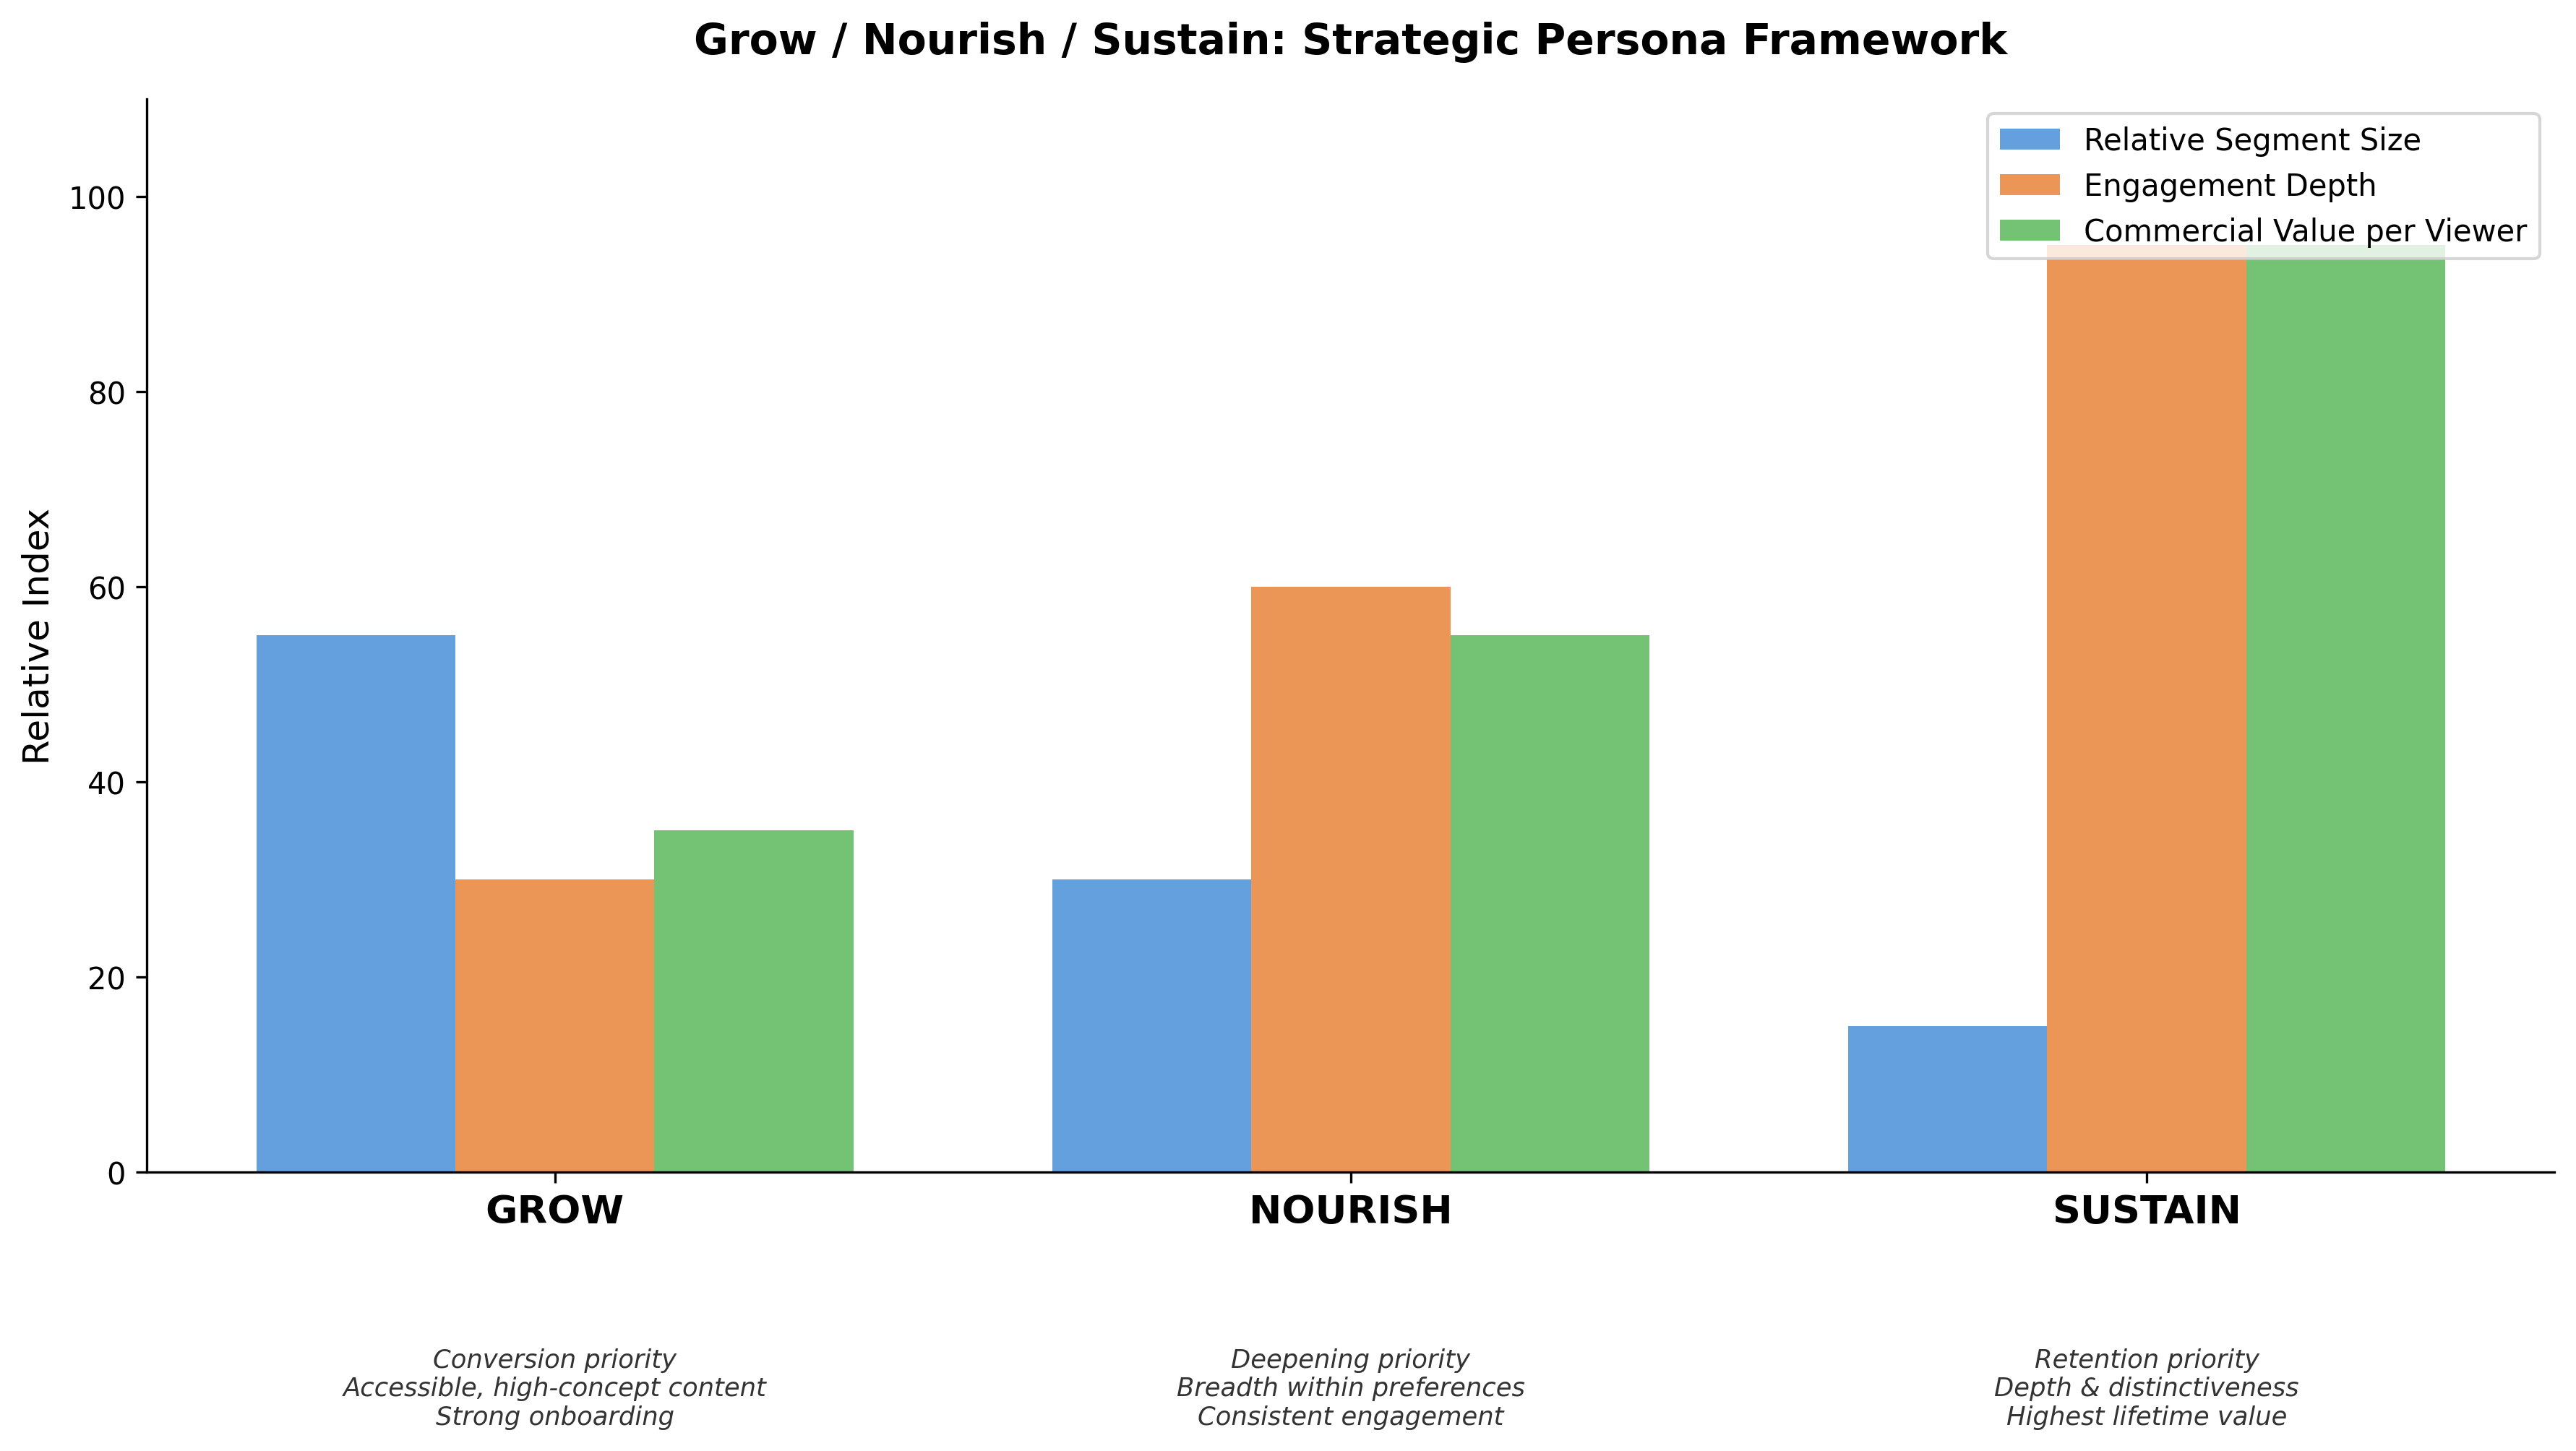 Grow / Nourish / Sustain: Strategic Persona Framework
Relative Segment Size
Engagement Depth
Commercial Value per Viewer
Relative Index
100
80
60
40
20
0
GROW
NOURISH
SUSTAIN
Conversion priority
Accessible, high-concept content
Strong onboarding
Deepening priority
Breadth within preferences
Consistent engagement
Retention priority
Depth & distinctiveness
Highest lifetime value